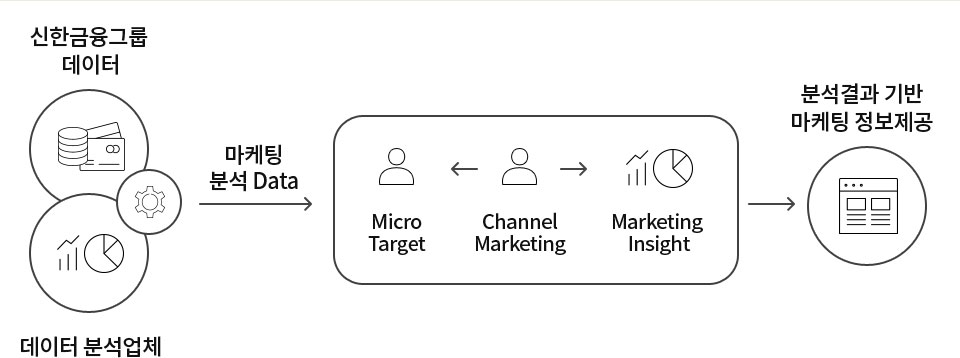 신한금융그룹
데이터
데이터 분석업체
마케팅
분석 Data
Micro
Target
Channel
Marketing
Marketing
Insight
분석결과 기반
마케팅 정보제공